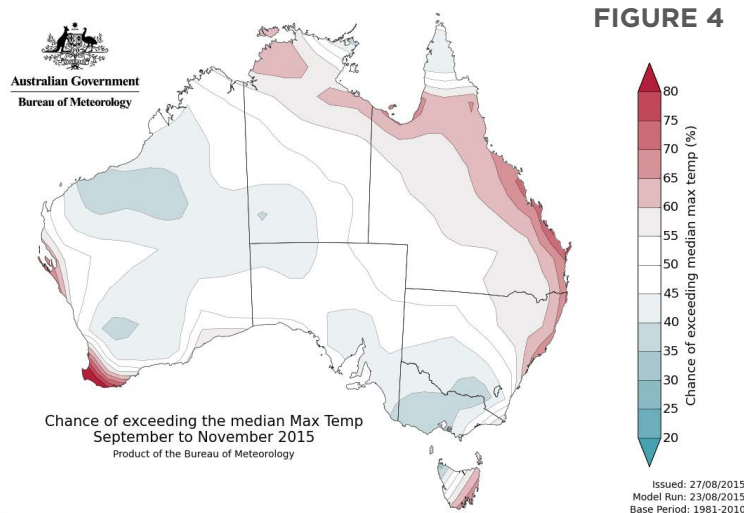 FIGURE 4
Australian Government
Bureau of Meteorology
80
75
70
65
60
55
50
45
40
35
30
25
20
Chance of exceeding median max temp (%)
Chance of exceeding the median Max Temp
September to November 2015
Product of the Bureau of Meteorology
Issued: 27/08/2015
Model Run: 23/08/2015
Base Period: 1981-2010